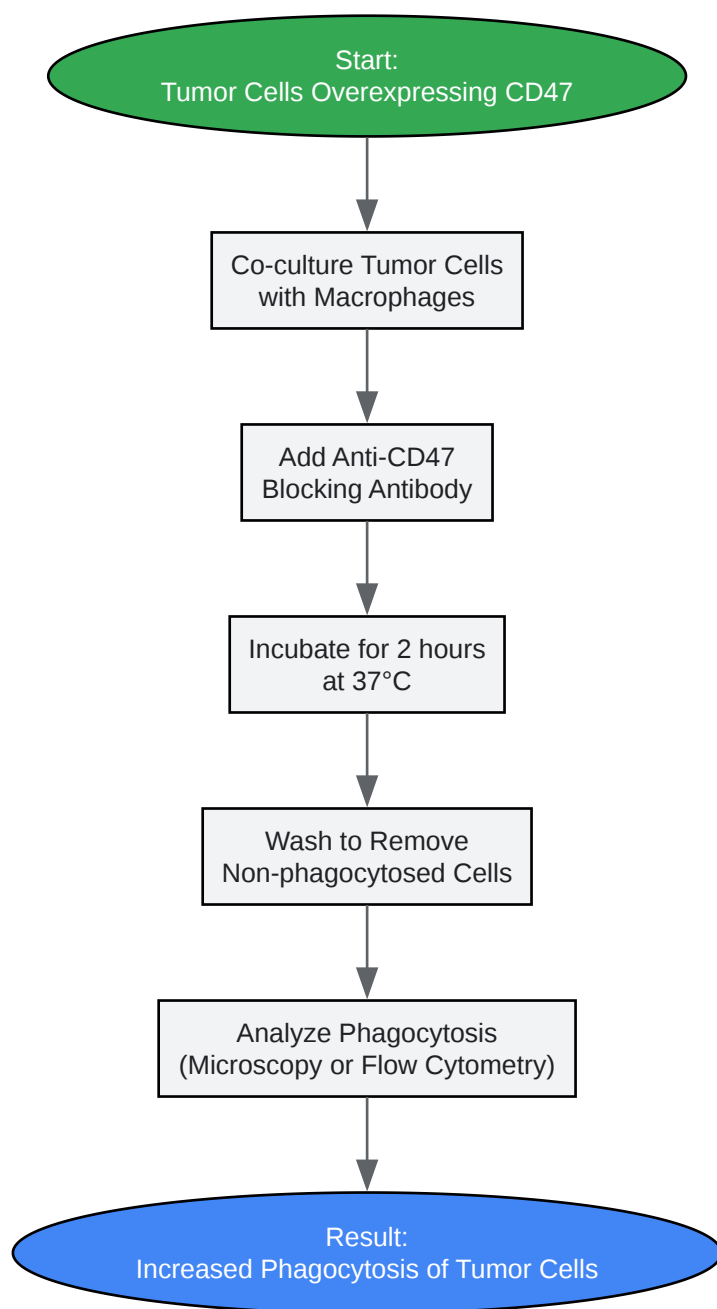 Start:
Tumor Cells Overexpressing CD47
Co-culture Tumor Cells
with Macrophages
Add Anti-CD47
Blocking Antibody
Incubate for 2 hours
at 37°C
Wash to Remove
Non-phagocytosed Cells
Analyze Phagocytosis
(Microscopy or Flow Cytometry)
Result:
Increased Phagocytosis of Tumor Cells